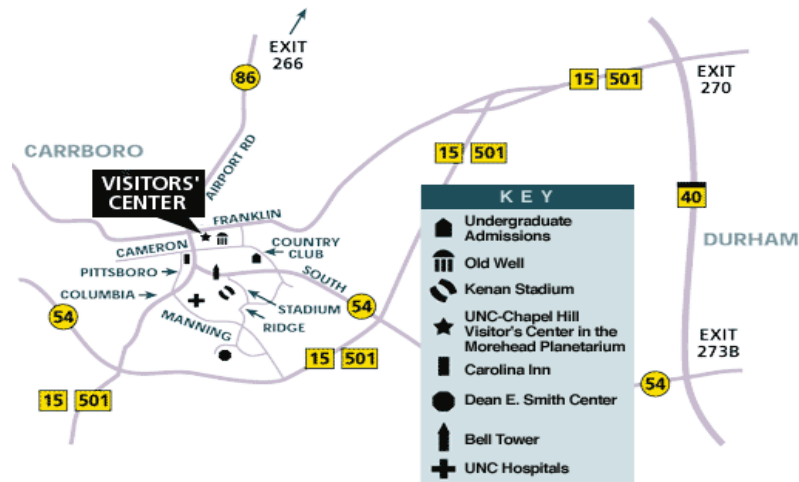 EXIT
266
86
15 501
EXIT
270
CARRBORO
AIRPORT RD
15 501
VISITORS'
CENTER
FRANKLIN
40
DURHAM
CAMERON
COUNTRY
CLUB
PITTSBORO
SOUTH
COLUMBIA
STADIUM
54
54
MANNING
RIDGE
EXIT
273B
15 501
54
15 501
KEY
Undergraduate
Admissions
Old Well
Kenan Stadium
UNC-Chapel Hill
Visitor's Center in the
Morehead Planetarium
Carolina Inn
Dean E. Smith Center
Bell Tower
UNC Hospitals